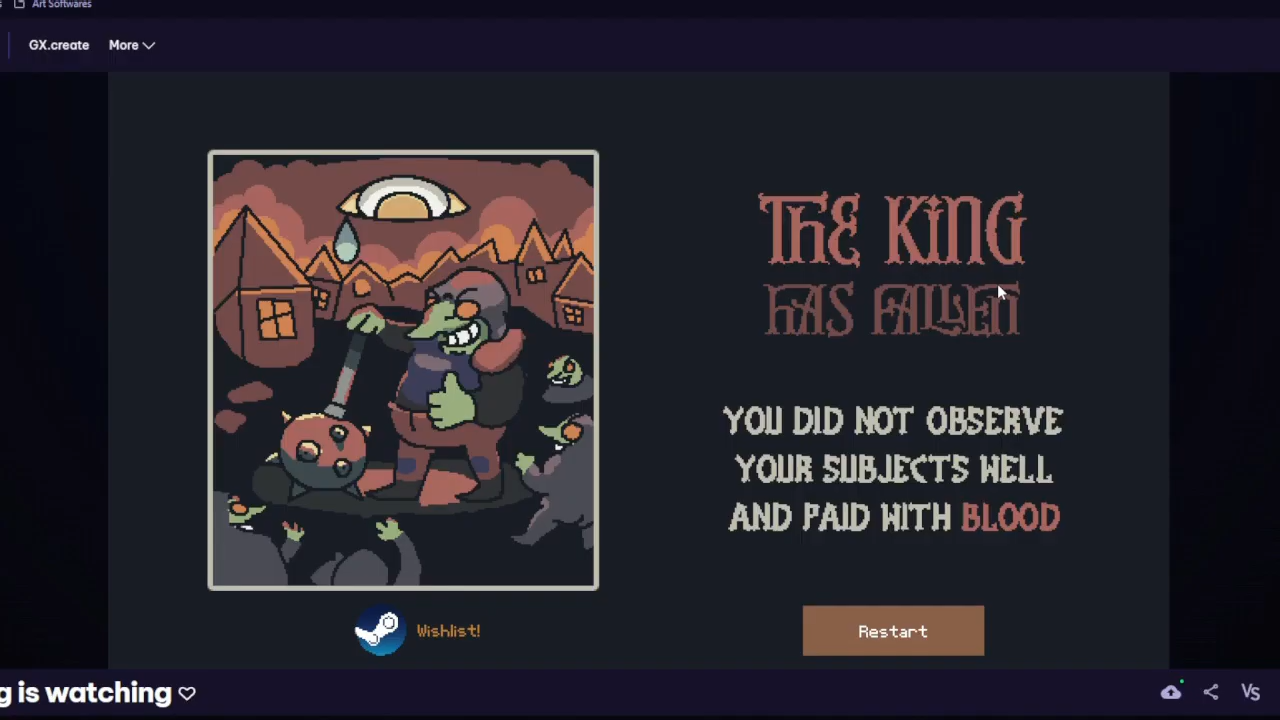 Art Softwares
GX.create
More
THE KING
HAS FALLEN
YOU DID NOT OBSERVE
YOUR SUBJECTS WELL
AND PAID WITH BLOOD
Wishlist!
Restart
g is watching
Vs